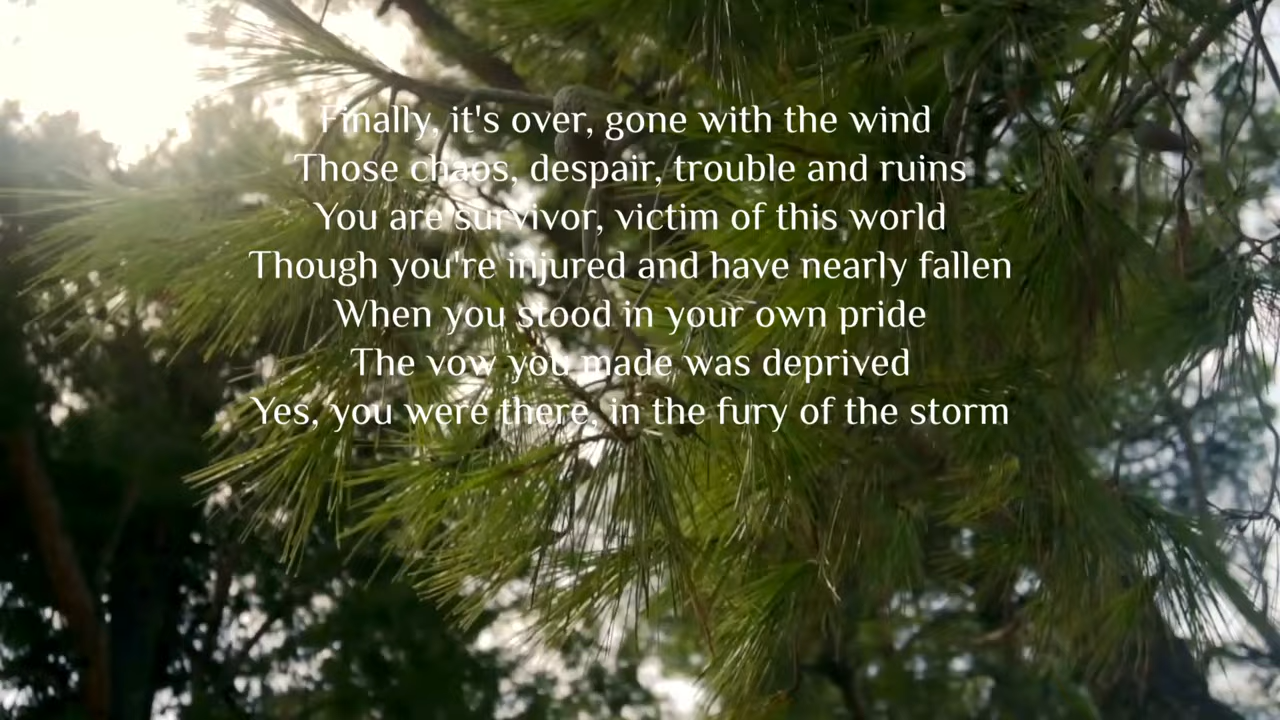 Finally, it's over, gone with the wind
Those chaos, despair, trouble and ruins
You are survivor, victim of this world
Though you're injured and have nearly fallen
When you stood in your own pride
The vow you made was deprived
Yes, you were there, in the fury of the storm